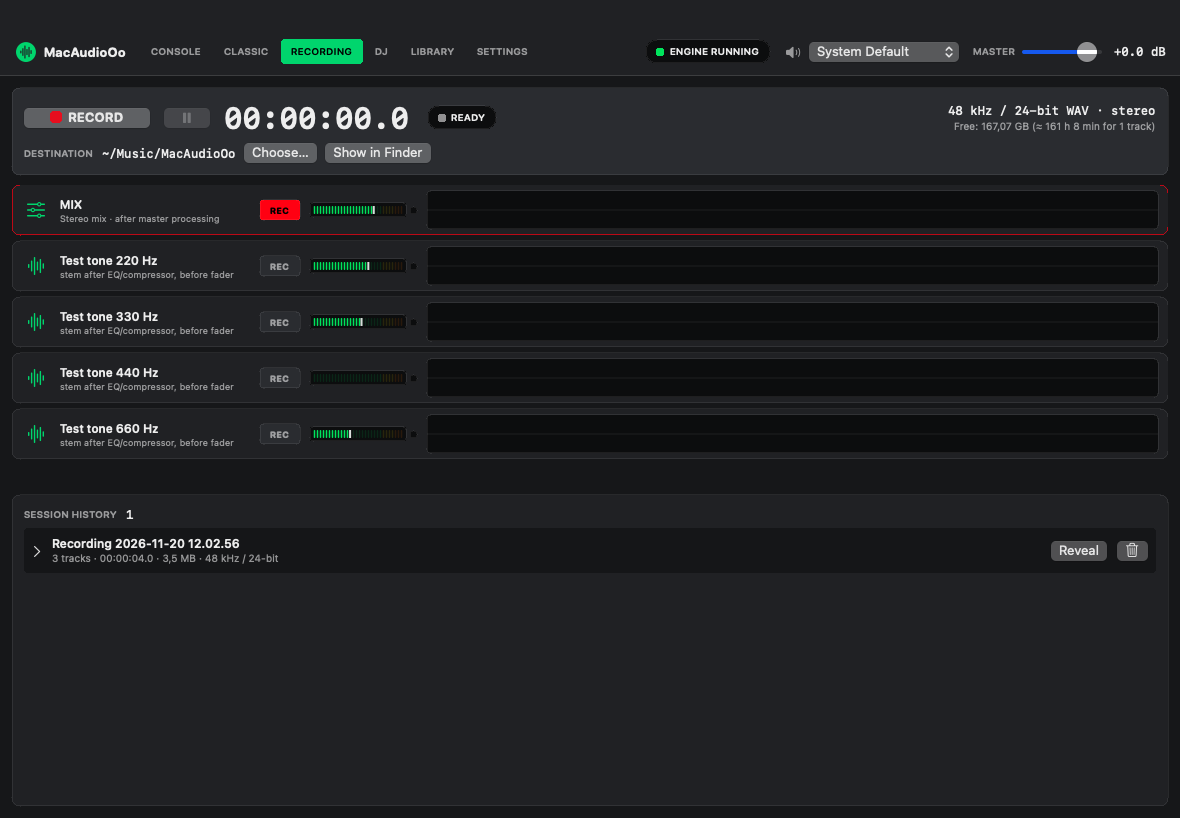 MacAudioOo CONSOLE CLASSIC RECORDING DJ LIBRARY SETTINGS ENGINE RUNNING System Default MASTER +0.0 dB
RECORD 00:00:00.0 READY 48 kHz / 24-bit WAV · stereo
Free: 167,07 GB (≈ 161 h 8 min for 1 track)
DESTINATION ~/Music/MacAudioOo Choose... Show in Finder
MIX
Stereo mix · after master processing
REC
Test tone 220 Hz
stem after EQ/compressor, before fader
REC
Test tone 330 Hz
stem after EQ/compressor, before fader
REC
Test tone 440 Hz
stem after EQ/compressor, before fader
REC
Test tone 660 Hz
stem after EQ/compressor, before fader
REC
SESSION HISTORY 1
Recording 2026-11-20 12.02.56
3 tracks · 00:00:04.0 · 3,5 MB · 48 kHz / 24-bit
Reveal